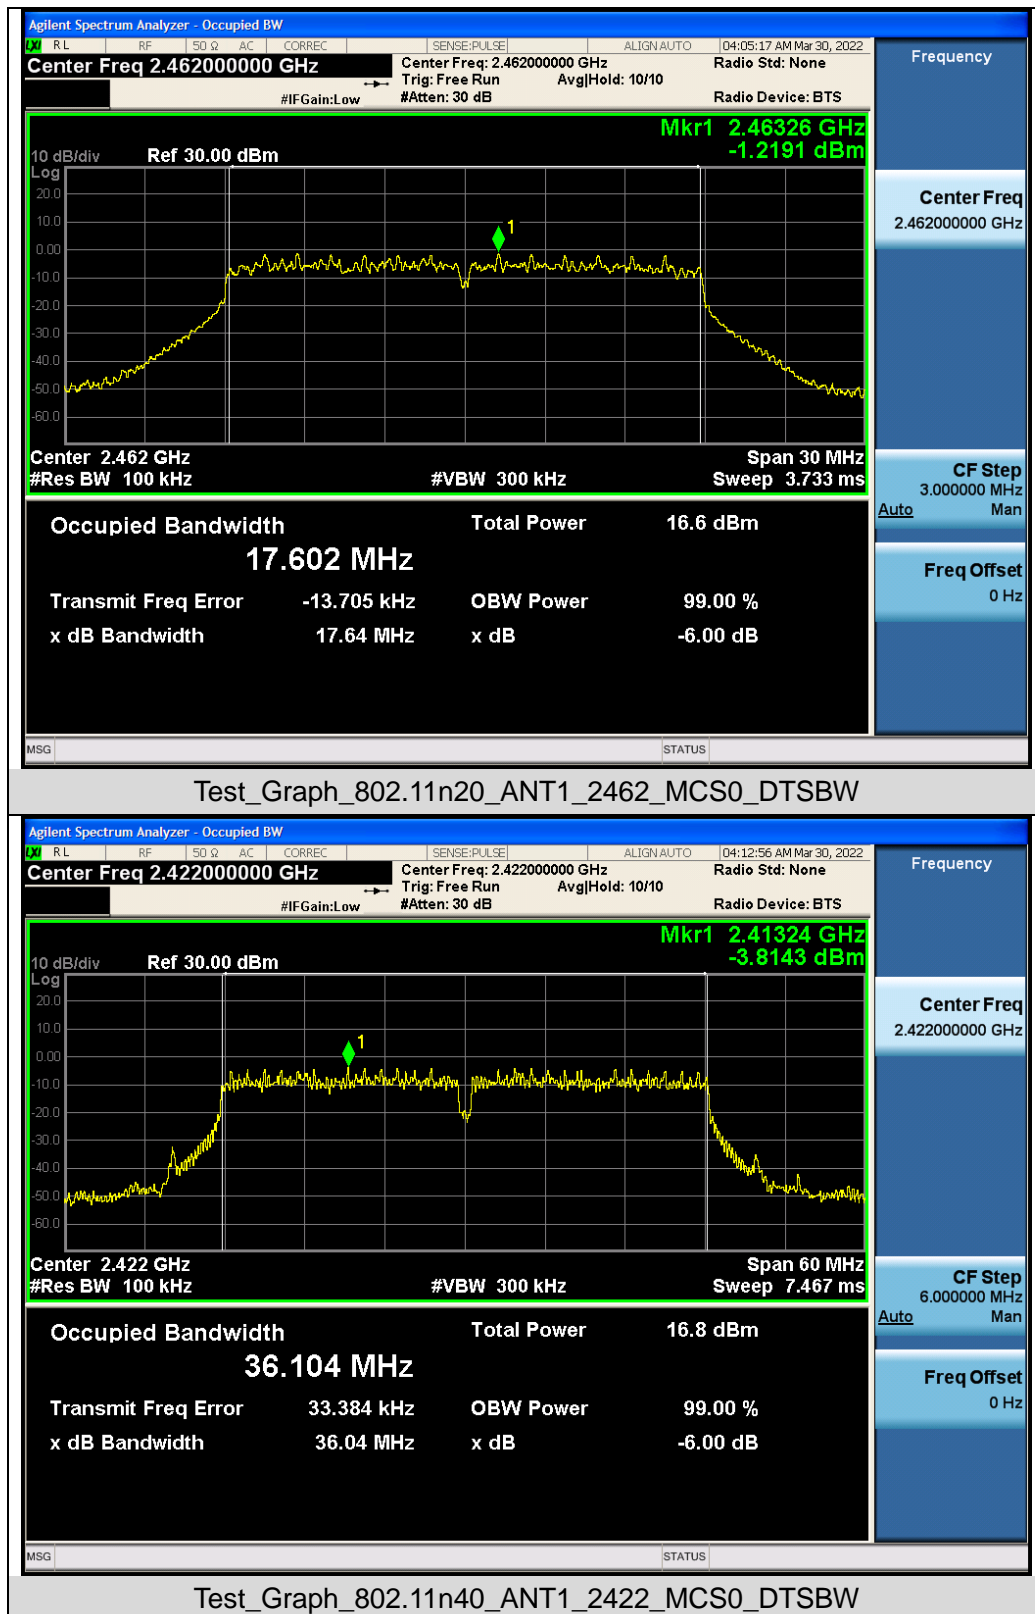 Agilent Spectrum Analyzer - Occupied BW
LXI RL RF 50 Ω AC CORREC SENSE:PULSE ALIGN AUTO 04:05:17 AM Mar 30, 2022
Center Freq 2.462000000 GHz
Center Freq: 2.462000000 GHz
Radio Std: None
Trig: Free Run Avg|Hold: 10/10
#IFGain:Low
#Atten: 30 dB
Radio Device: BTS
Frequency
Mkr1 2.46326 GHz
-1.2191 dBm
10 dB/div Ref 30.00 dBm
Log
20.0
10.0
0.00
-10.0
-20.0
-30.0
-40.0
-50.0
-60.0
1
Center Freq
2.462000000 GHz
Center 2.462 GHz
Span 30 MHz
#Res BW 100 kHz
#VBW 300 kHz
Sweep 3.733 ms
CF Step
3.000000 MHz
Auto Man
Occupied Bandwidth
Total Power 16.6 dBm
17.602 MHz
Freq Offset
0 Hz
Transmit Freq Error -13.705 kHz
OBW Power 99.00 %
x dB Bandwidth 17.64 MHz
x dB -6.00 dB
MSG STATUS
Test_Graph_802.11n20_ANT1_2462_MCS0_DTSBW
Agilent Spectrum Analyzer - Occupied BW
LXI RL RF 50 Ω AC CORREC SENSE:PULSE ALIGN AUTO 04:12:56 AM Mar 30, 2022
Center Freq 2.422000000 GHz
Center Freq: 2.422000000 GHz
Radio Std: None
Trig: Free Run Avg|Hold: 10/10
#IFGain:Low
#Atten: 30 dB
Radio Device: BTS
Frequency
Mkr1 2.41324 GHz
-3.8143 dBm
10 dB/div Ref 30.00 dBm
Log
20.0
10.0
0.00
-10.0
-20.0
-30.0
-40.0
-50.0
-60.0
1
Center Freq
2.422000000 GHz
Center 2.422 GHz
Span 60 MHz
#Res BW 100 kHz
#VBW 300 kHz
Sweep 7.467 ms
CF Step
6.000000 MHz
Auto Man
Occupied Bandwidth
Total Power 16.8 dBm
36.104 MHz
Freq Offset
0 Hz
Transmit Freq Error 33.384 kHz
OBW Power 99.00 %
x dB Bandwidth 36.04 MHz
x dB -6.00 dB
MSG STATUS
Test_Graph_802.11n40_ANT1_2422_MCS0_DTSBW